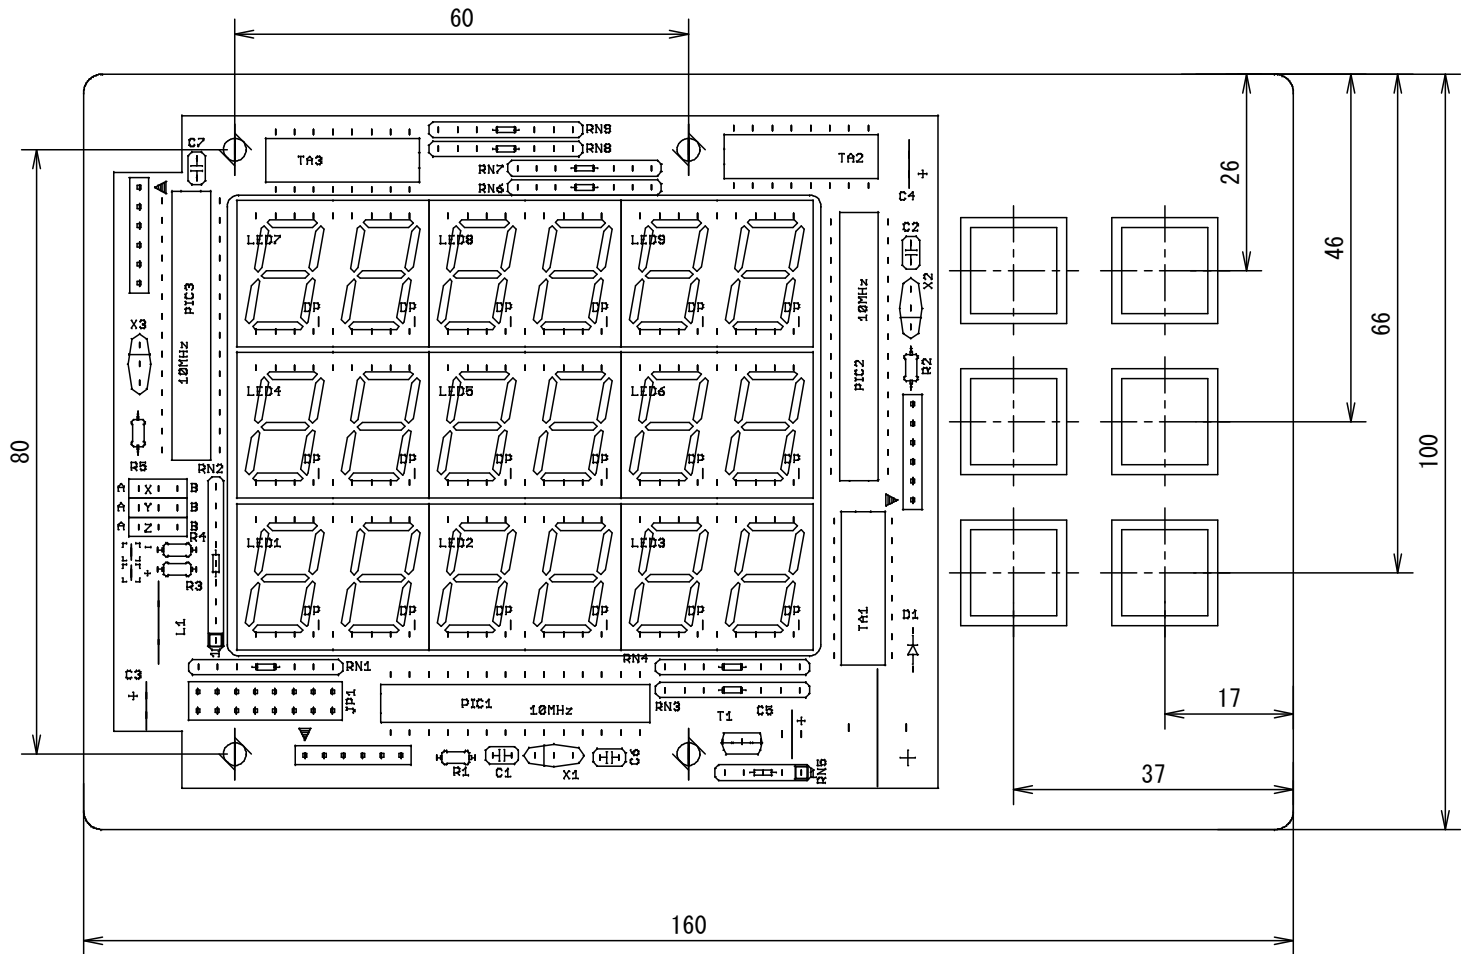 60
RN9
C7
RN8
TA3
TA2
RN7
RN6
+
C4
26
LED7
LED8
LED9
C2
46
X2
PIC3
10MHz
DP DP DP DP DP DP
66
X3
10MHz
R2
PIC2
LED4
LED5
LED6
80
100
R5
RN2
DP DP DP DP DP DP
A X B
A Y B
A Z B
R4
-
LED1
LED2
LED3
+
R3
DP DP DP DP DP DP
L1
TA1
D1
1
RN1
RN4
C3
+
JP1
PIC1
10MHz
RN3
T1
C5
+
17
R1
C1
X1
C6
+
RN5
37
160